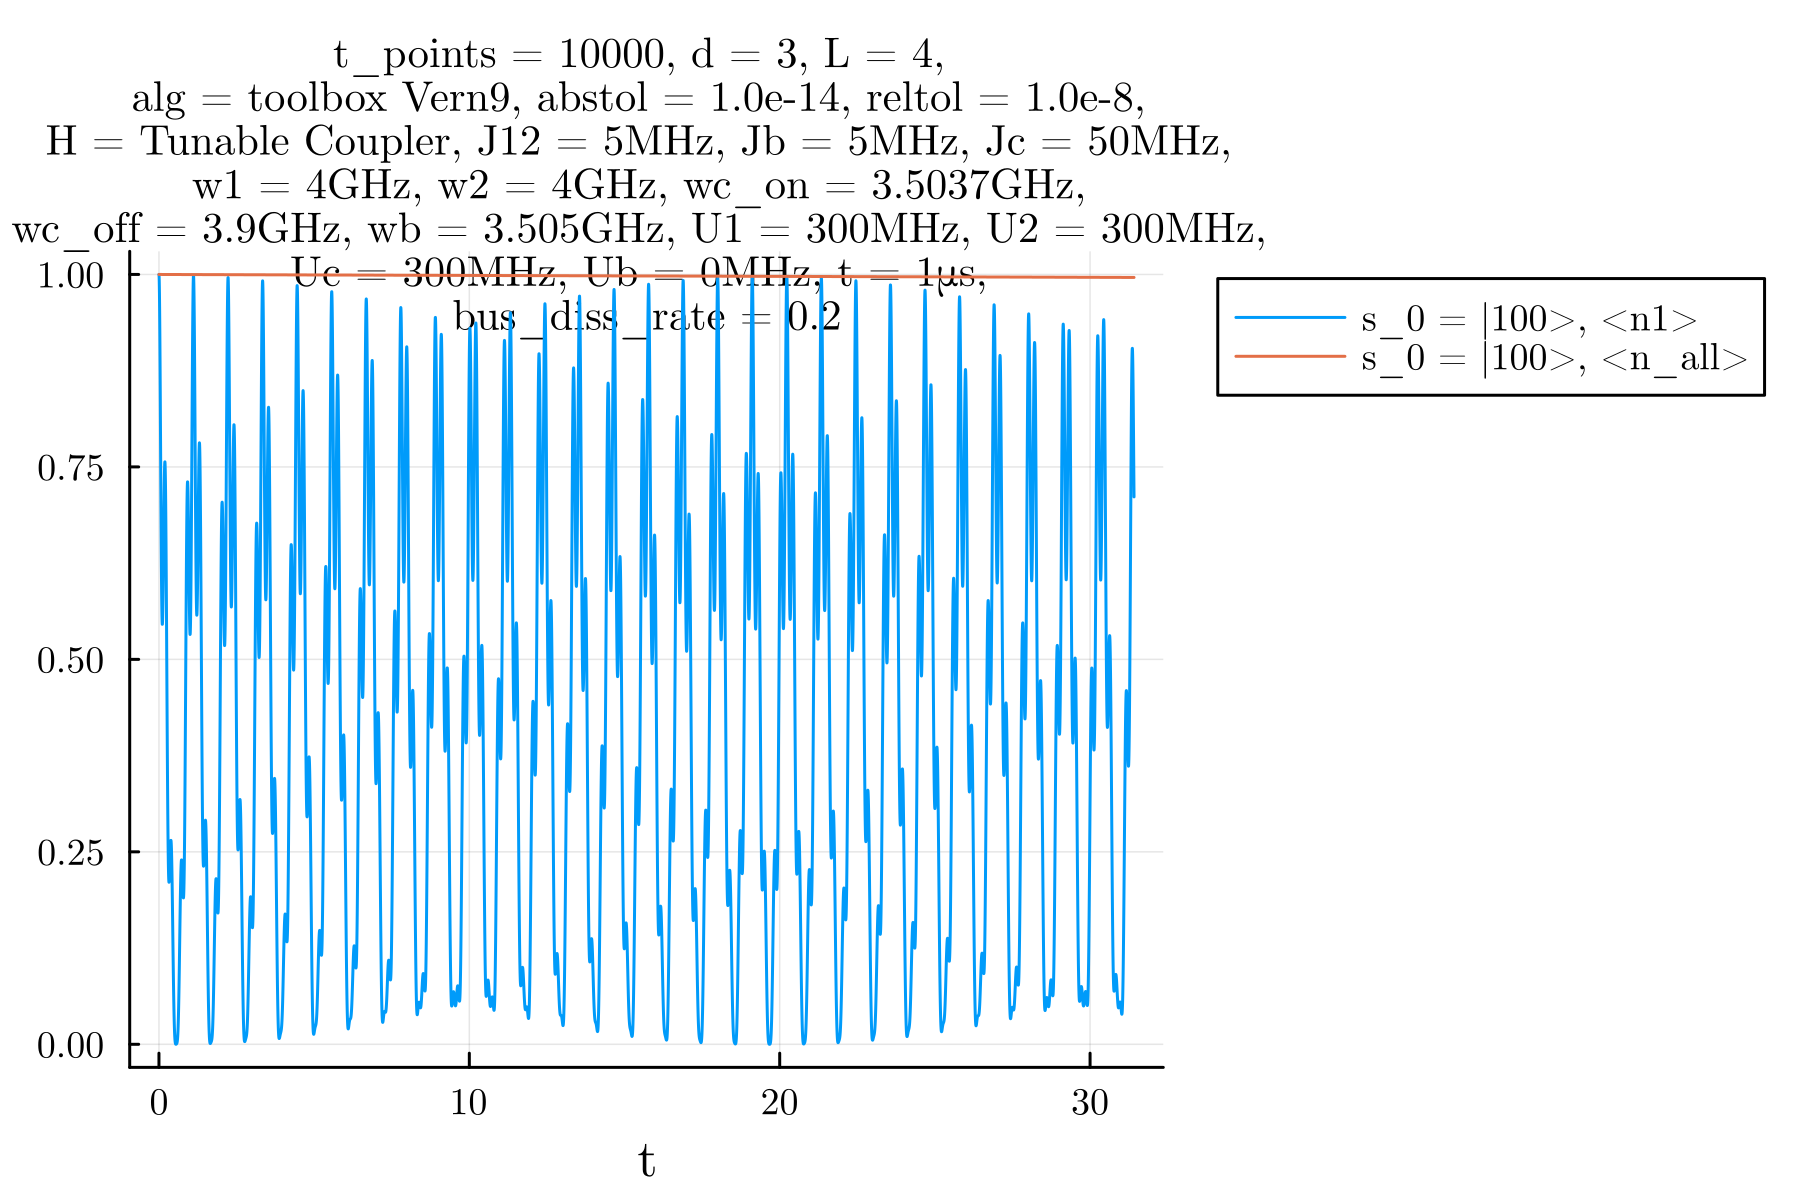 t_points = 10000, d = 3, L = 4,
alg = toolbox Vern9, abstol = 1.0e-14, reltol = 1.0e-8,
H = Tunable Coupler, J12 = 5MHz, Jb = 5MHz, Jc = 50MHz,
w1 = 4GHz, w2 = 4GHz, wc_on = 3.5037GHz,
wc_off = 3.9GHz, wb = 3.505GHz, U1 = 300MHz, U2 = 300MHz,
Uc = 300MHz, Ub = 0MHz, t = 1μs,
bus_diss_rate = 0.2
s_0 = |100>, <n1>
s_0 = |100>, <n_all>
1.00
0.75
0.50
0.25
0.00
0 10 20 30
t